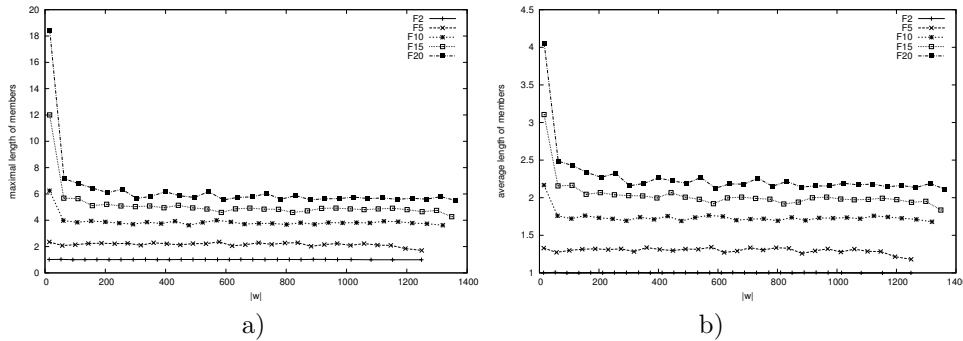 maximal length of members
20
18
16
14
12
10
8
6
4
2
0
0 200 400 600 800 1000 1200 1400
|w|
F2
F5
F10
F15
F20
a)
average length of members
4.5
4
3.5
3
2.5
2
1.5
1
0 200 400 600 800 1000 1200 1400
|w|
F2
F5
F10
F15
F20
b)